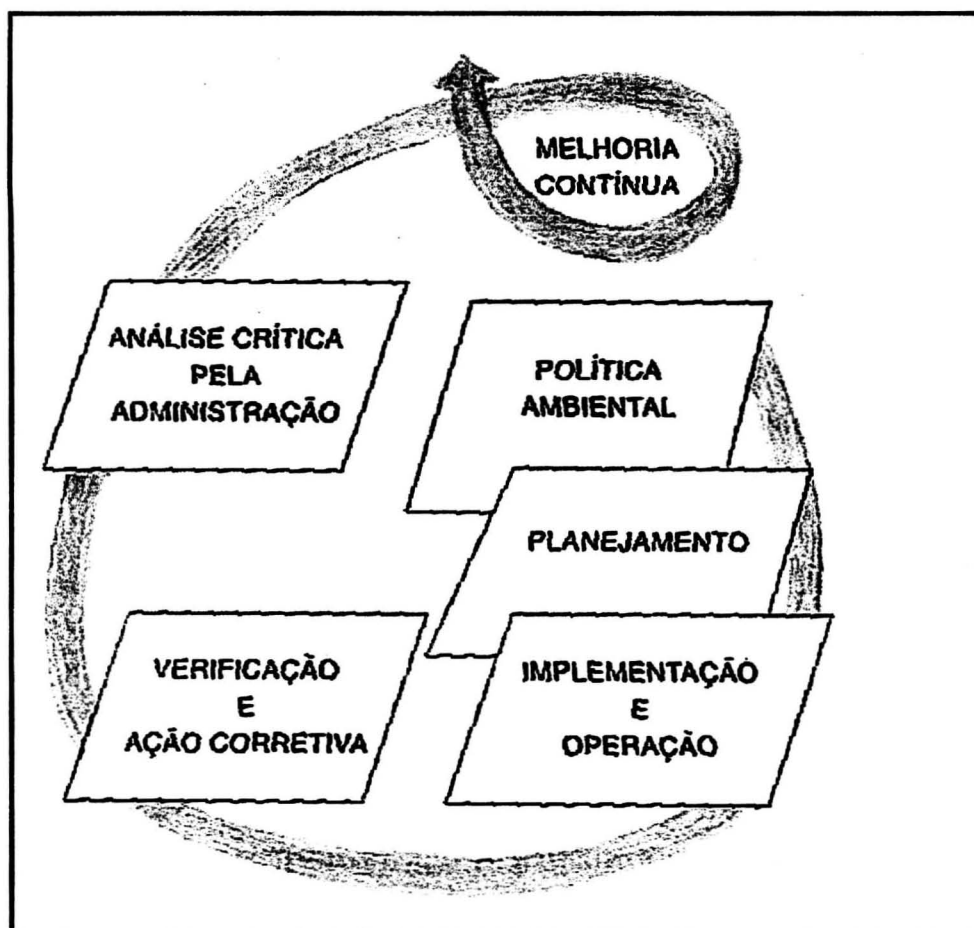 MELHORIA
CONTÍNUA
ANÁLISE CRÍTICA
PELA
ADMINISTRAÇÃO
POLÍTICA
AMBIENTAL
PLANEJAMENTO
VERIFICAÇÃO
E
AÇÃO CORRETIVA
IMPLEMENTAÇÃO
E
OPERAÇÃO